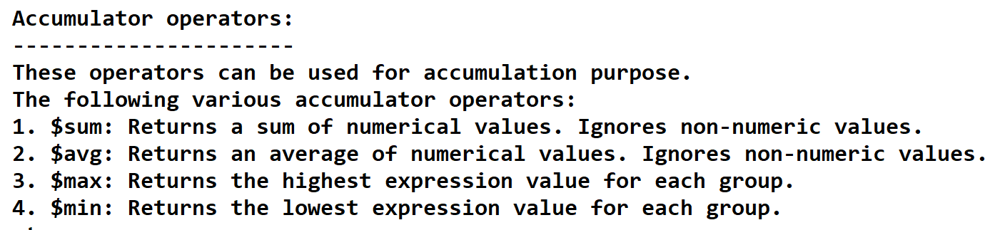 Accumulator operators:
----------------------
These operators can be used for accumulation purpose.
The following various accumulator operators:
1. $sum: Returns a sum of numerical values. Ignores non-numeric values.
2. $avg: Returns an average of numerical values. Ignores non-numeric values.
3. $max: Returns the highest expression value for each group.
4. $min: Returns the lowest expression value for each group.